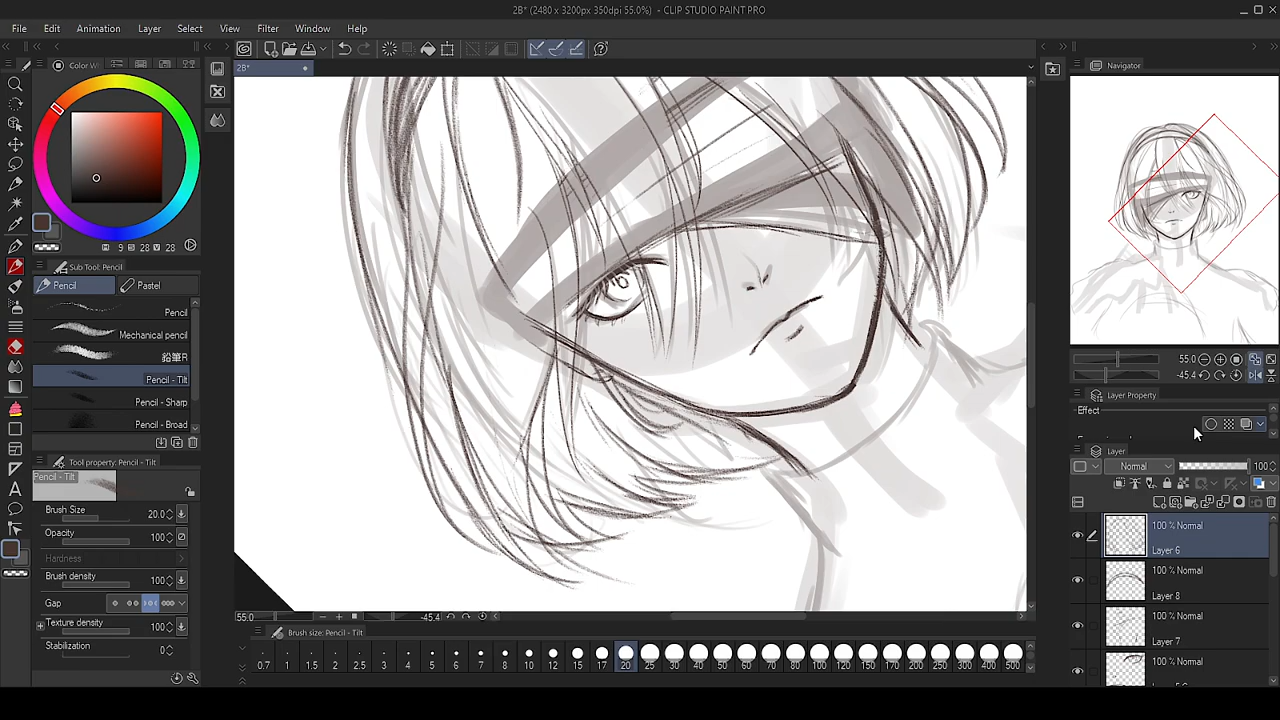 2B* (2480 x 3200px 350dpi 55.0%) - CLIP STUDIO PAINT PRO
File Edit Animation Layer Select View Filter Window Help
2B*
Navigator
9 28 28
Sub Tool: Pencil
Pencil Pastel
Pencil
Mechanical pencil
鉛筆R
Pencil - Tilt
Pencil - Sharp
Pencil - Broad
Tool property: Pencil - Tilt
Pencil - Tilt
Brush Size 20.0
Opacity 100
Hardness
Brush density 100
Gap
Texture density 100
Stabilization 0
55.0 -45.4
Brush size: Pencil - Tilt
0.7 1 1.5 2 2.5 3 4 5 6 7 8 10 12 15 17 20 25 30 40 50 60 70 80 100 120 150 170 200 250 300 400 500
55.0
-45.4
Layer Property
Effect
Layer
Normal 100
100 % Normal
Layer 6
100 % Normal
Layer 8
100 % Normal
Layer 7
100 % Normal